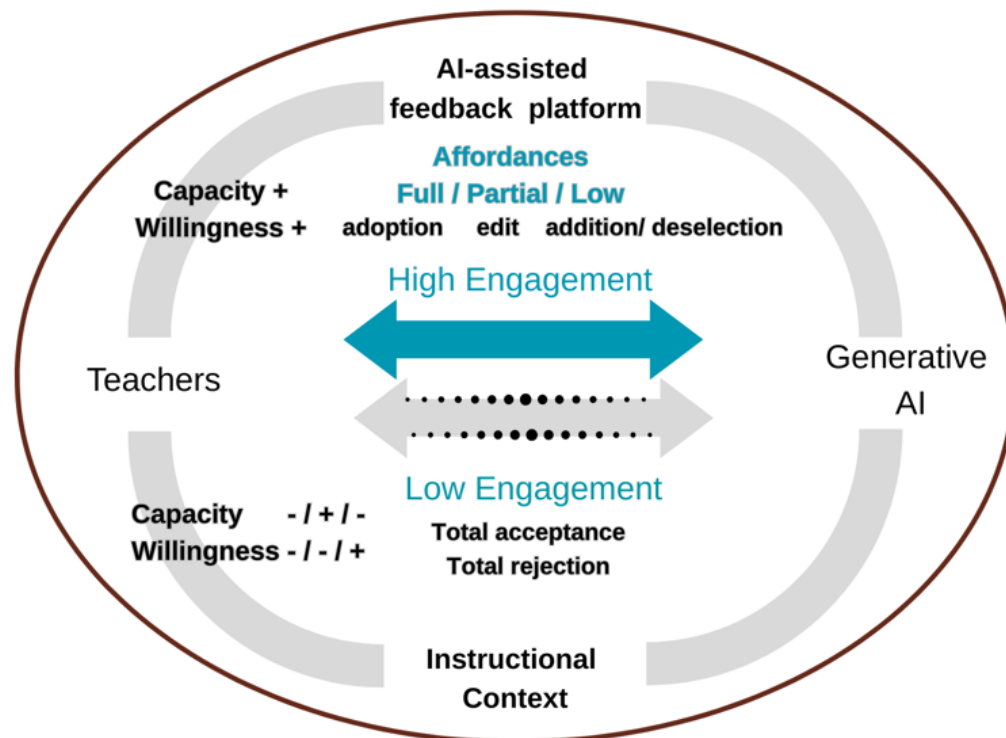 AI-assisted
feedback platform
Affordances
Full / Partial / Low
Capacity +
Willingness +
adoption edit addition/ deselection
High Engagement
Teachers
Generative
AI
Low Engagement
Capacity - / + / -
Willingness - / - / +
Total acceptance
Total rejection
Instructional
Context